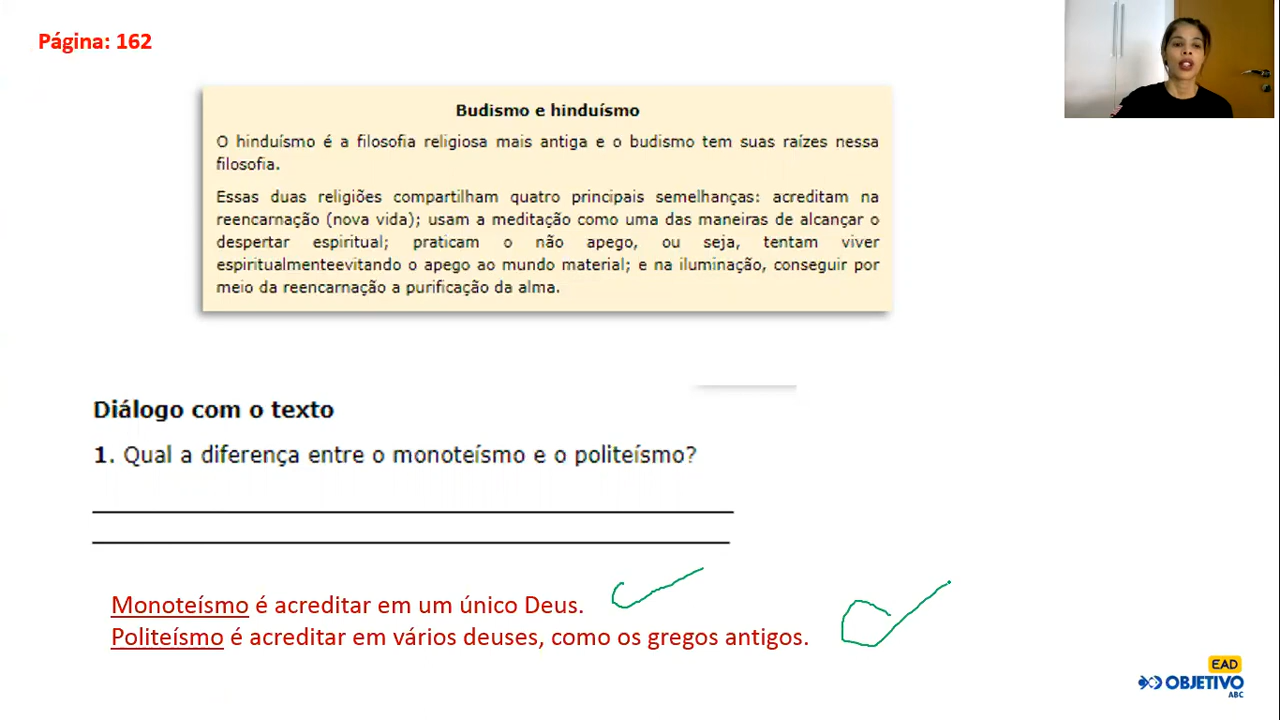 Página: 162
Budismo e hinduísmo
O hinduísmo é a filosofia religiosa mais antiga e o budismo tem suas raízes nessa
filosofia.
Essas duas religiões compartilham quatro principais semelhanças: acreditam na
reencarnação (nova vida); usam a meditação como uma das maneiras de alcançar o
despertar espiritual; praticam o não apego, ou seja, tentam viver
espiritualmenteevitando o apego ao mundo material; e na iluminação, conseguir por
meio da reencarnação a purificação da alma.
Diálogo com o texto
1. Qual a diferença entre o monoteísmo e o politeísmo?
Monoteísmo é acreditar em um único Deus.
Politeísmo é acreditar em vários deuses, como os gregos antigos.
EAD
OBJETIVO
ABC